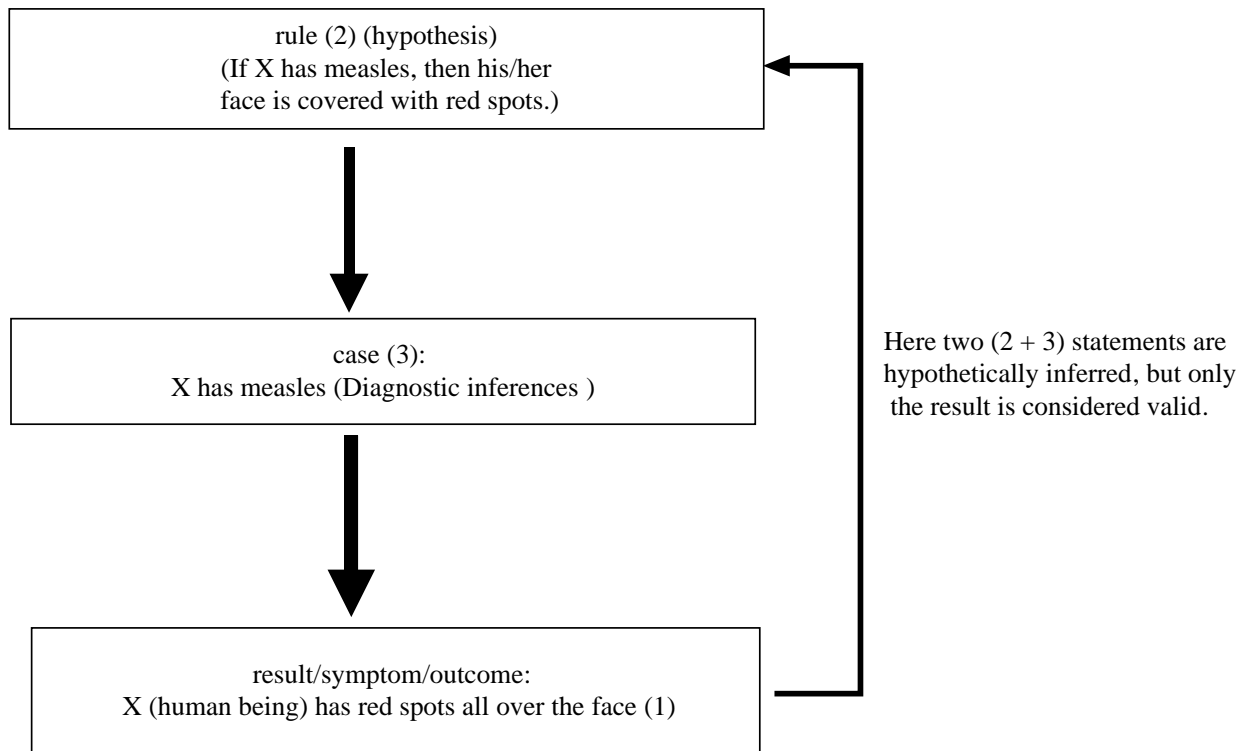 rule (2) (hypothesis)
(If X has measles, then his/her
face is covered with red spots.)
case (3):
X has measles (Diagnostic inferences )
Here two (2 + 3) statements are
hypothetically inferred, but only
the result is considered valid.
result/symptom/outcome:
X (human being) has red spots all over the face (1)